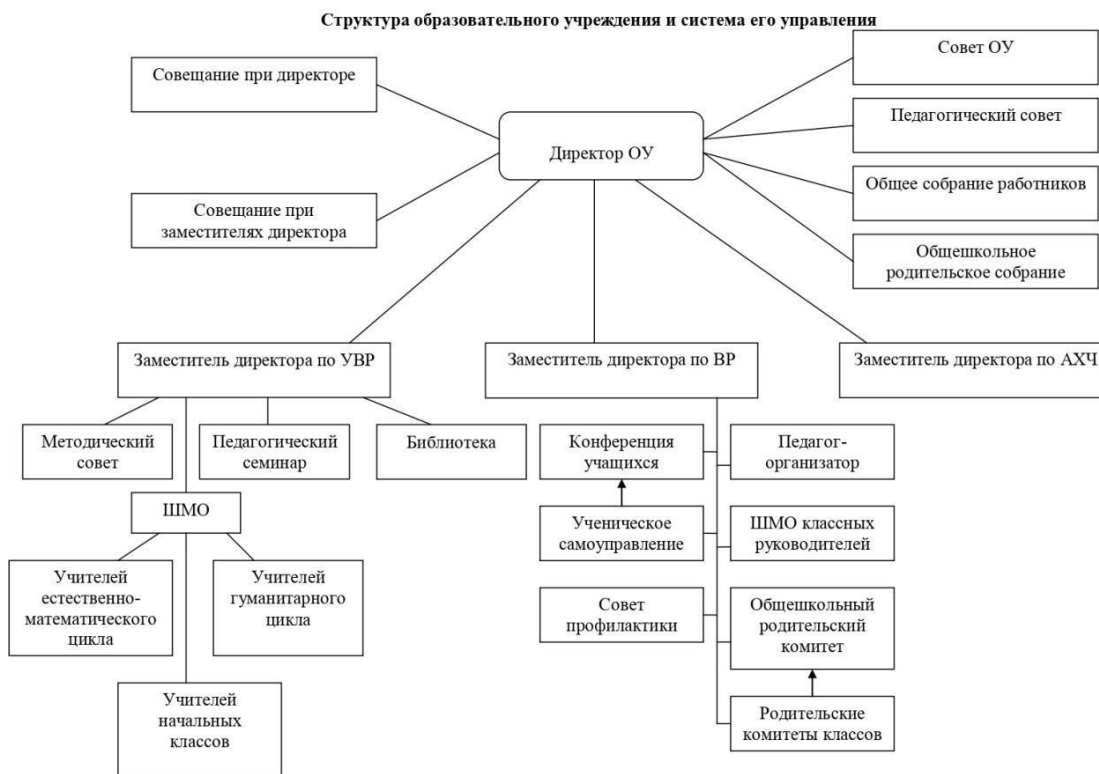 Структура образовательного учреждения и система его управления
Совещание при директоре
Совет ОУ
Педагогический совет
Директор ОУ
Общее собрание работников
Совещание при
заместителях директора
Общешкольное
родительское собрание
Заместитель директора по УВР
Заместитель директора по ВР
Заместитель директора по АХЧ
Методический
совет
Педагогический
семинар
Библиотека
Конференция
учащихся
Педагог-
организатор
ШМО
Ученическое
самоуправление
ШМО классных
руководителей
Учителей
естественно-
математического
цикла
Учителей
гуманитарного
цикла
Совет
профилактики
Общешкольный
родительский
комитет
Учителей
начальных
классов
Родительские
комитеты классов